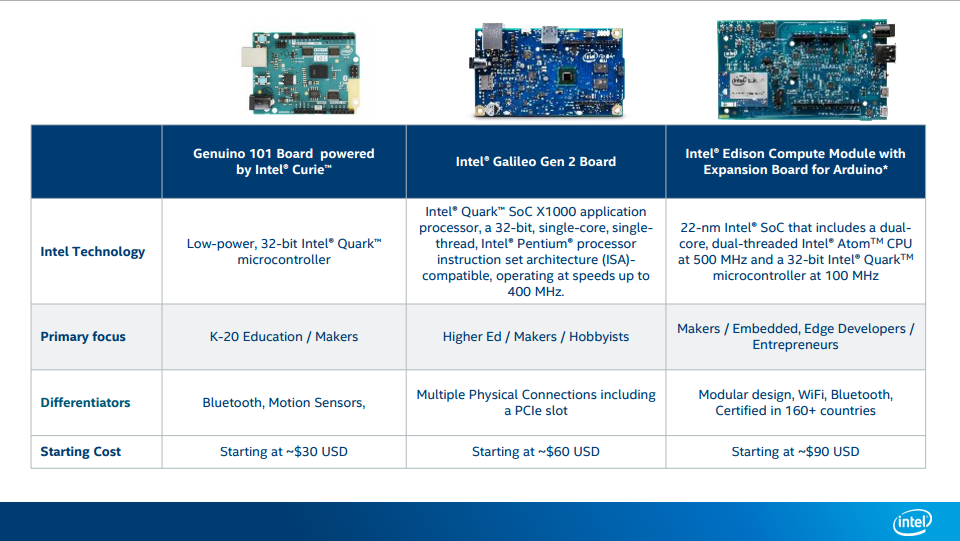 Genuino 101 Board powered
by Intel® Curie™
Intel® Galileo Gen 2 Board
Intel® Edison Compute Module with
Expansion Board for Arduino*
Intel Technology
Low-power, 32-bit Intel® Quark™
microcontroller
Intel® Quark™ SoC X1000 application
processor, a 32-bit, single-core, single-
thread, Intel® Pentium® processor
instruction set architecture (ISA)-
compatible, operating at speeds up to
400 MHz.
22-nm Intel® SoC that includes a dual-
core, dual-threaded Intel® Atom™ CPU
at 500 MHz and a 32-bit Intel® Quark™
microcontroller at 100 MHz
Primary focus
K-20 Education / Makers
Higher Ed / Makers / Hobbyists
Makers / Embedded, Edge Developers /
Entrepreneurs
Differentiators
Bluetooth, Motion Sensors,
Multiple Physical Connections including
a PCIe slot
Modular design, WiFi, Bluetooth,
Certified in 160+ countries
Starting Cost
Starting at ~$30 USD
Starting at ~$60 USD
Starting at ~$90 USD
intel